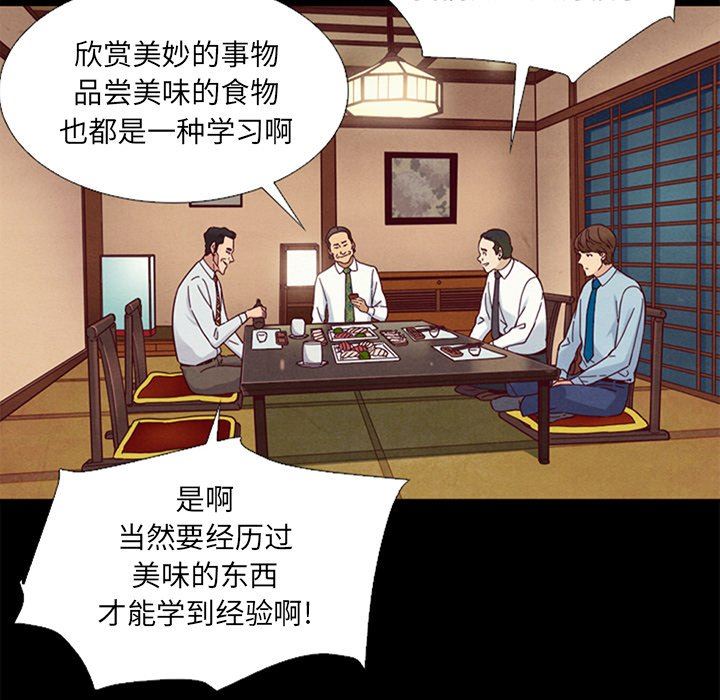 欣赏美妙的事物
品尝美味的食物
也都是一种学习啊
是啊
当然要经历过
美味的东西
才能学到经验啊!